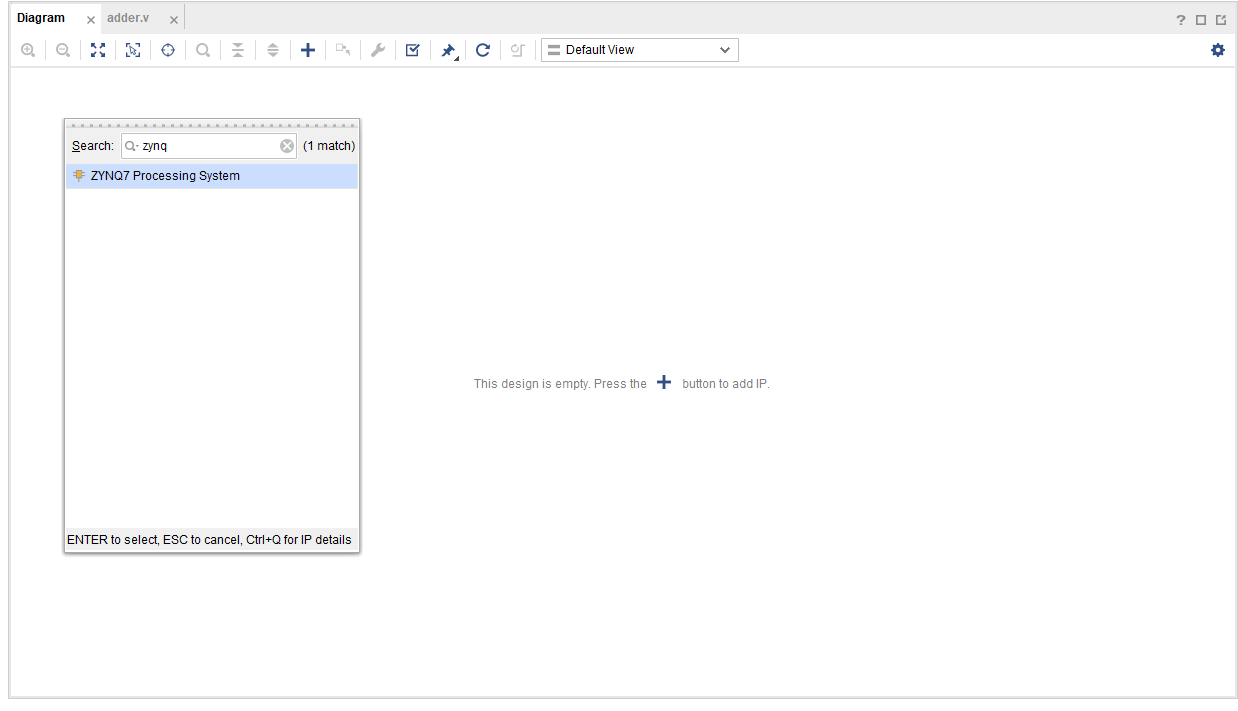 Diagram
adder.v
?
Default View
Search: zynq (1 match)
ZYNQ7 Processing System
This design is empty. Press the button to add IP.
ENTER to select, ESC to cancel, Ctrl+Q for IP details